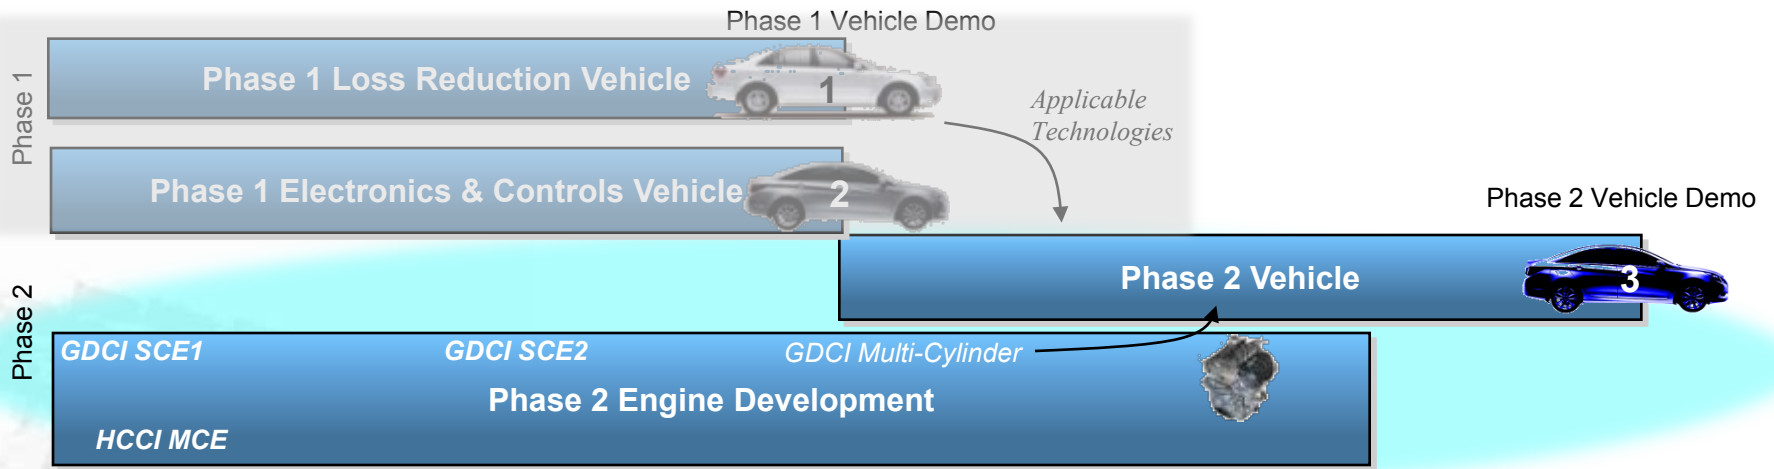 Phase 1 Vehicle Demo
Phase 1
Phase 1 Loss Reduction Vehicle
1
Applicable
Technologies
Phase 1 Electronics & Controls Vehicle
2
Phase 2 Vehicle Demo
Phase 2 Vehicle
3
Phase 2
GDCI SCE1
GDCI SCE2
GDCI Multi-Cylinder
Phase 2 Engine Development
HCCI MCE